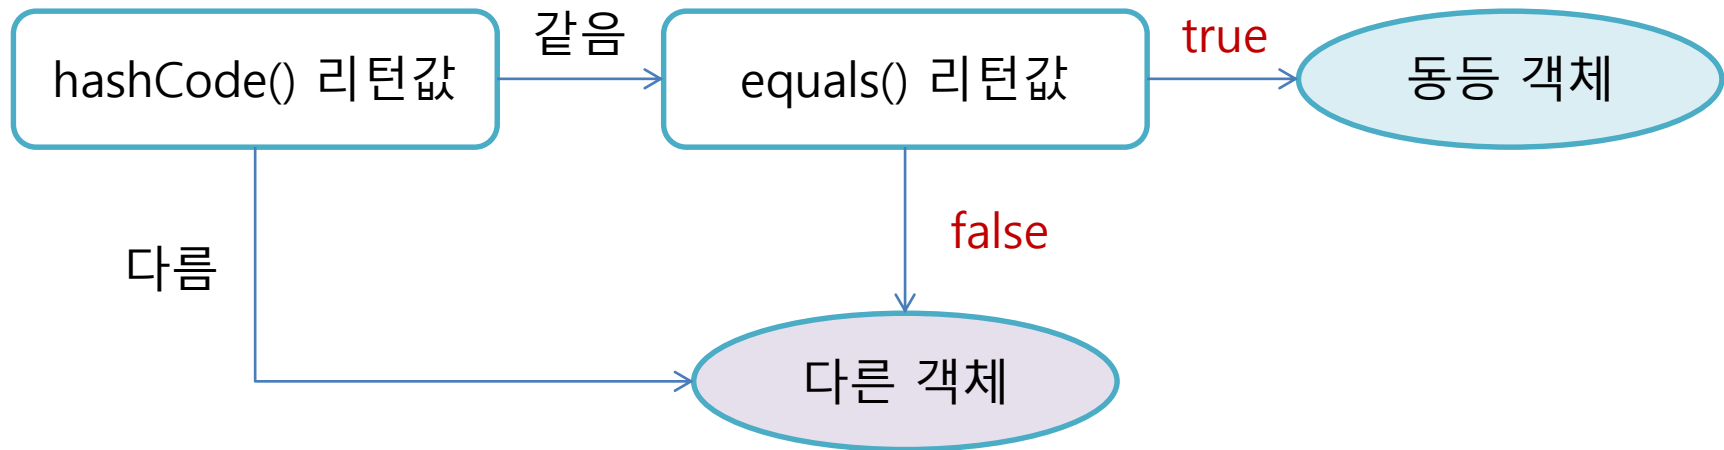 hashCode() 리턴값
같음
equals() 리턴값
true
동등 객체
다름
false
다른 객체